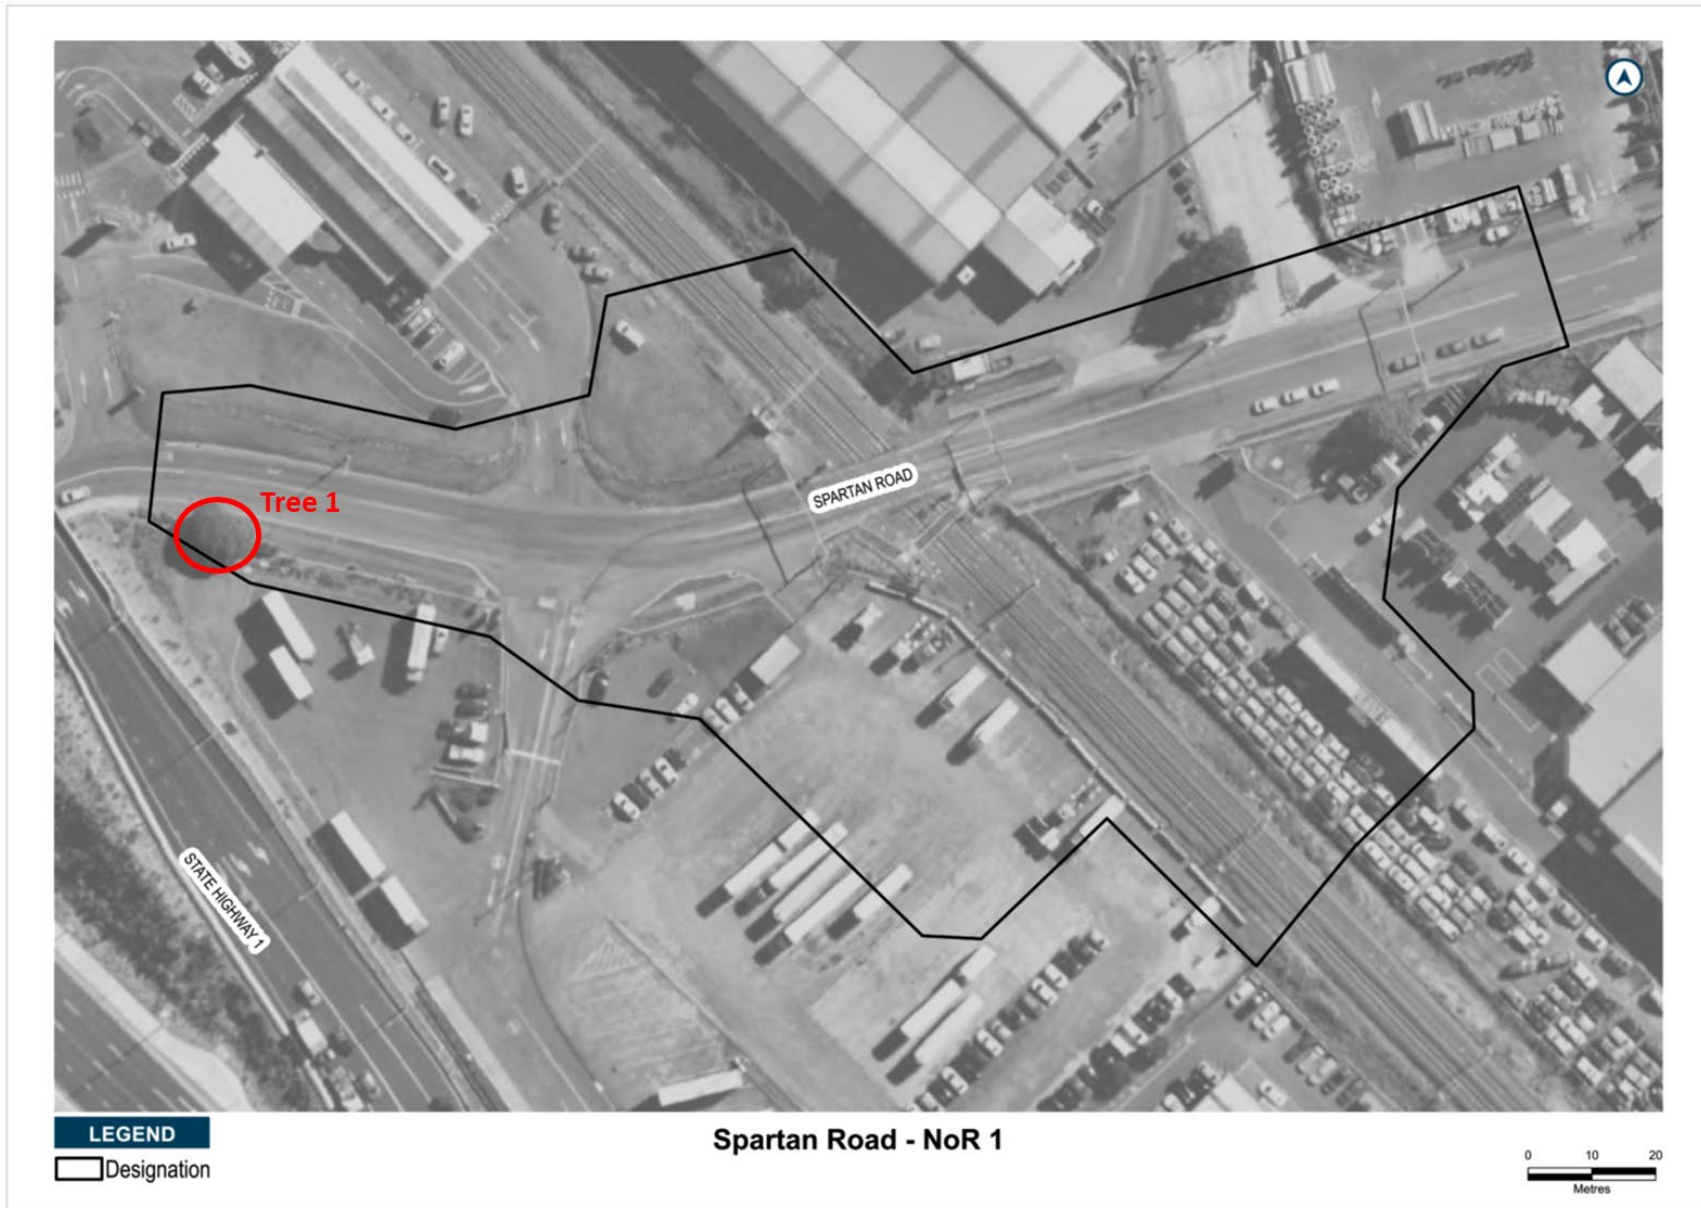 Tree 1
SPARTAN ROAD
STATE HIGHWAY 1
LEGEND
Designation
Spartan Road - NoR 1
0 10 20
Metres